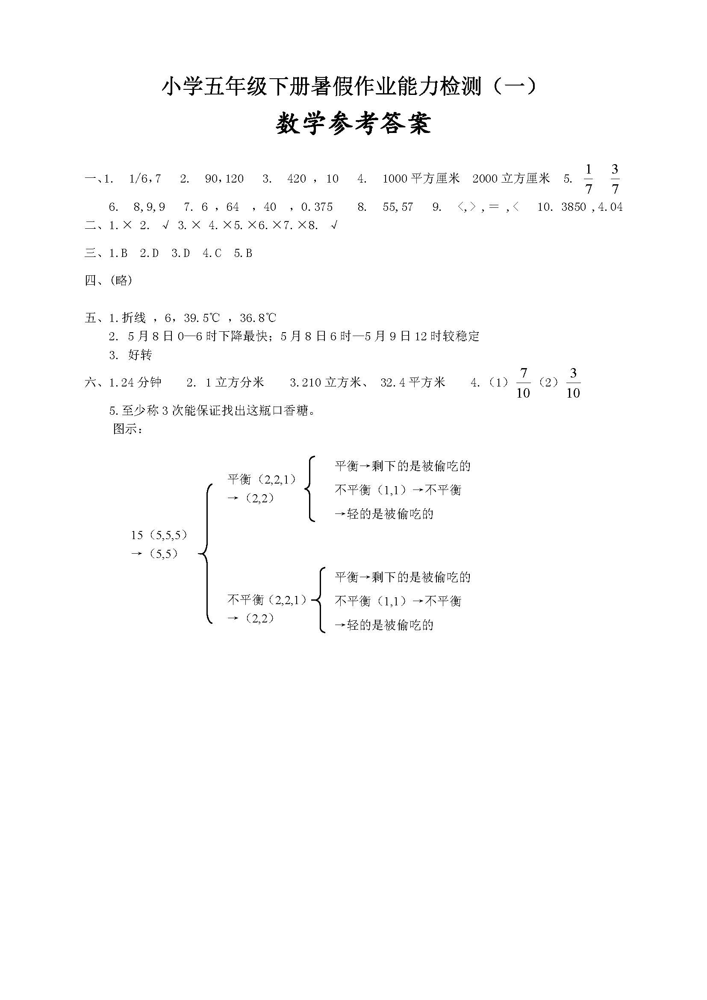 小学五年级下册暑假作业能力检测（一）
数学参考答案
一、1. 1/6，7 2. 90，120 3. 420 ，10 4. 1000平方厘米 2000立方厘米 5. 1/7 3/7
6. 8,9,9 7. 6 ，64 ，40 ，0.375 8. 55,57 9. <,> ,＝ ,< 10. 3850 ,4.04
二、1.× 2. √ 3.× 4.×5.×6.×7.×8. √
三、1.B 2.D 3.D 4.C 5.B
四、(略)
五、1.折线 ，6，39.5℃ ，36.8℃
2. 5月8日0—6时下降最快；5月8日6时—5月9日12时较稳定
3. 好转
六、1.24分钟 2. 1立方分米 3.210立方米、 32.4平方米 4.（1）7/10（2）3/10
5.至少称3次能保证找出这瓶口香糖。
图示：
平衡→剩下的是被偷吃的
平衡（2,2,1）
不平衡（1,1）→不平衡
→（2,2）
→轻的是被偷吃的
15（5,5,5）
→（5,5）
平衡→剩下的是被偷吃的
不平衡（2,2,1）
不平衡（1,1）→不平衡
→（2,2）
→轻的是被偷吃的